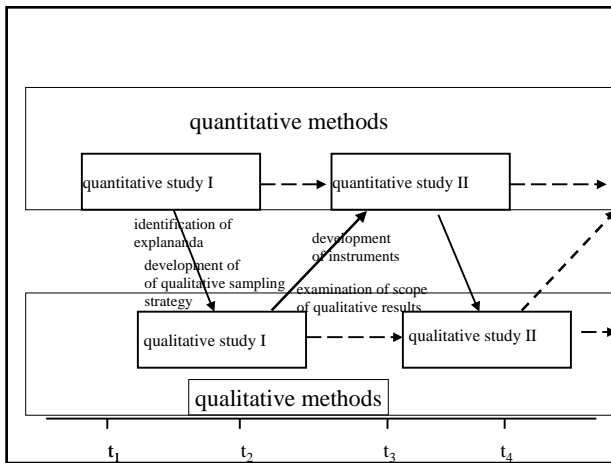 quantitative methods
quantitative study I
quantitative study II
identification of
explananda
development of
of qualitative sampling
strategy
development
of instruments
examination of scope
of qualitative results
qualitative study I
qualitative study II
qualitative methods
t1
t2
t3
t4